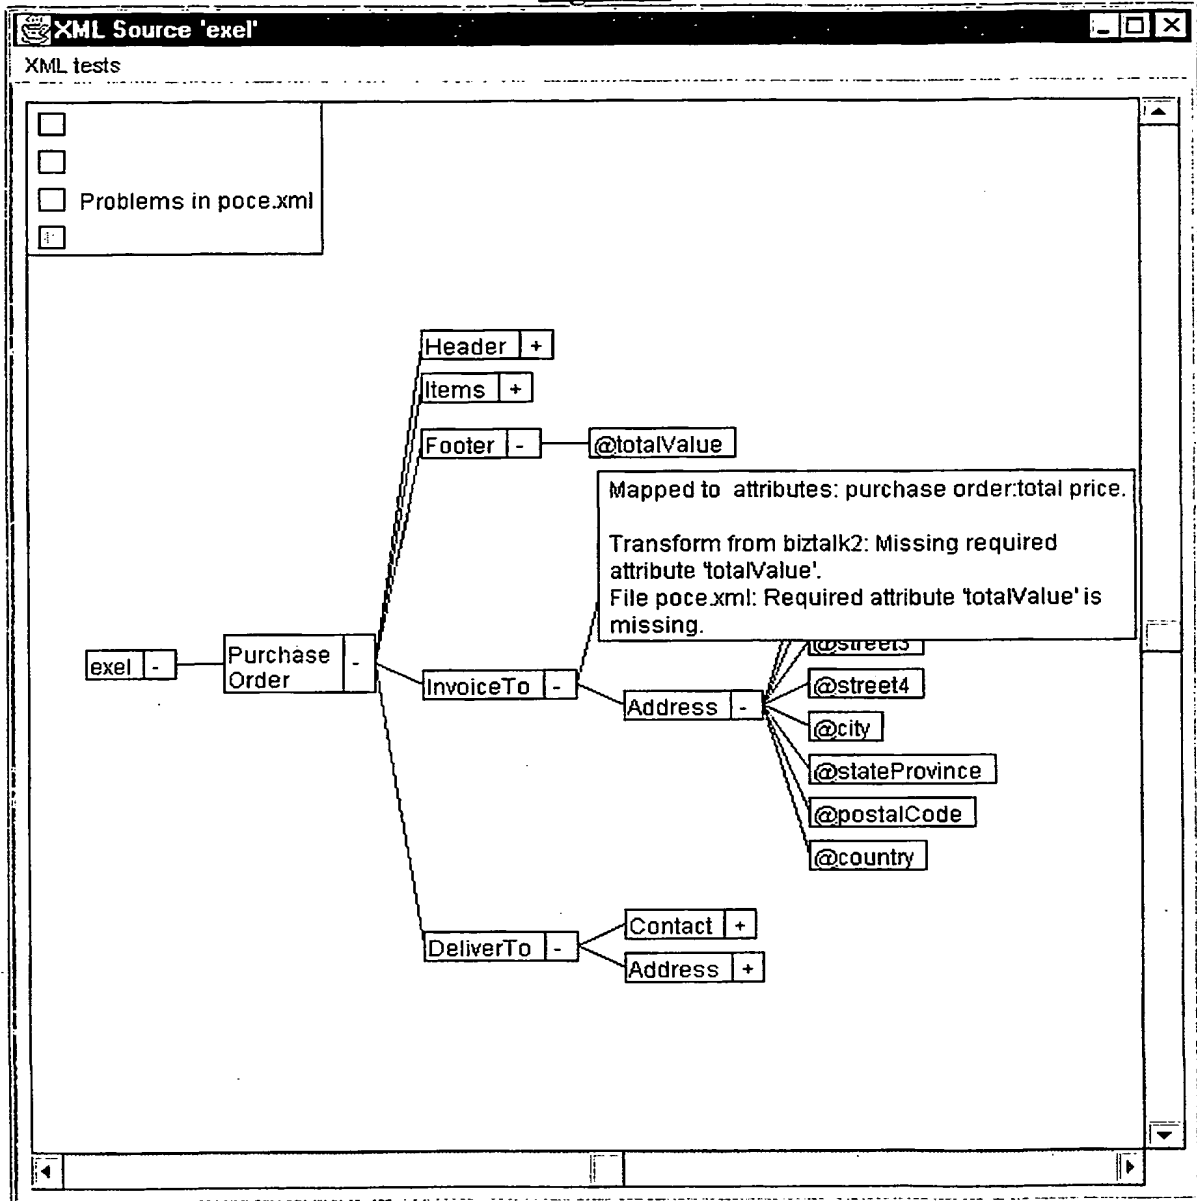 XML Source 'exel'
XML tests
Problems in poce.xml
Header +
Items +
Footer -
@totalValue
Mapped to attributes: purchase order:total price.
Transform from biztalk2: Missing required
attribute 'totalValue'.
File poce.xml: Required attribute 'totalValue' is
missing.
exel -
Purchase
Order
-
InvoiceTo -
Address -
@street3
@street4
@city
@stateProvince
@postalCode
@country
DeliverTo -
Contact +
Address +